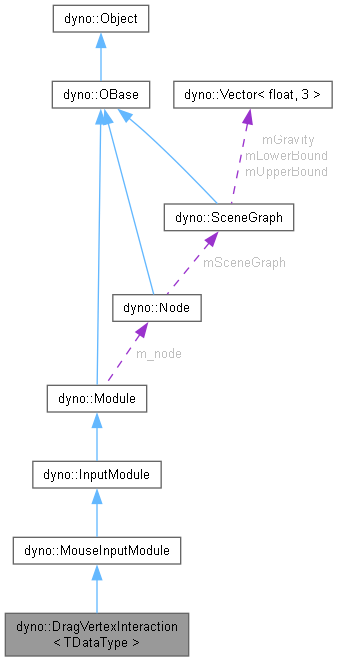 dyno::Object
dyno::OBase
dyno::Vector< float, 3 >
mGravity
mLowerBound
mUpperBound
dyno::SceneGraph
mSceneGraph
dyno::Node
m_node
dyno::Module
dyno::InputModule
dyno::MouseInputModule
dyno::DragVertexInteraction
< TDataType >